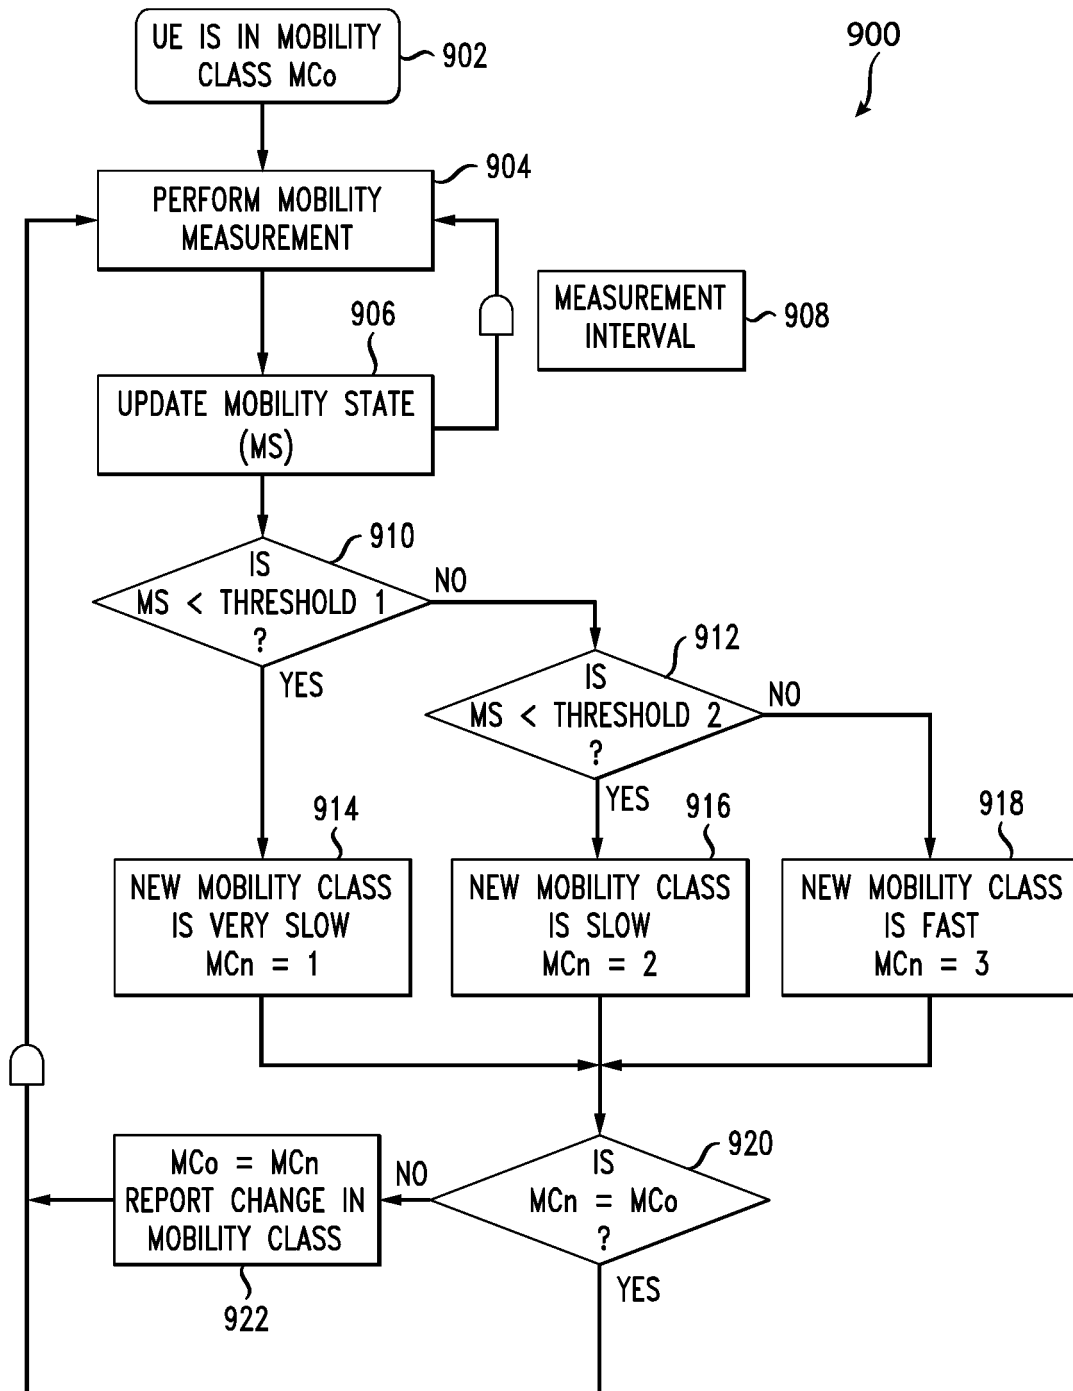 UE IS IN MOBILITY
CLASS MCo
902
900
904
PERFORM MOBILITY
MEASUREMENT
906
MEASUREMENT
INTERVAL
908
UPDATE MOBILITY STATE
(MS)
910
IS
MS < THRESHOLD 1
?
NO
YES
912
IS
MS < THRESHOLD 2
?
NO
YES
914
NEW MOBILITY CLASS
IS VERY SLOW
MCn = 1
916
NEW MOBILITY CLASS
IS SLOW
MCn = 2
918
NEW MOBILITY CLASS
IS FAST
MCn = 3
920
IS
MCn = MCo
?
NO
YES
MCo = MCn
REPORT CHANGE IN
MOBILITY CLASS
922